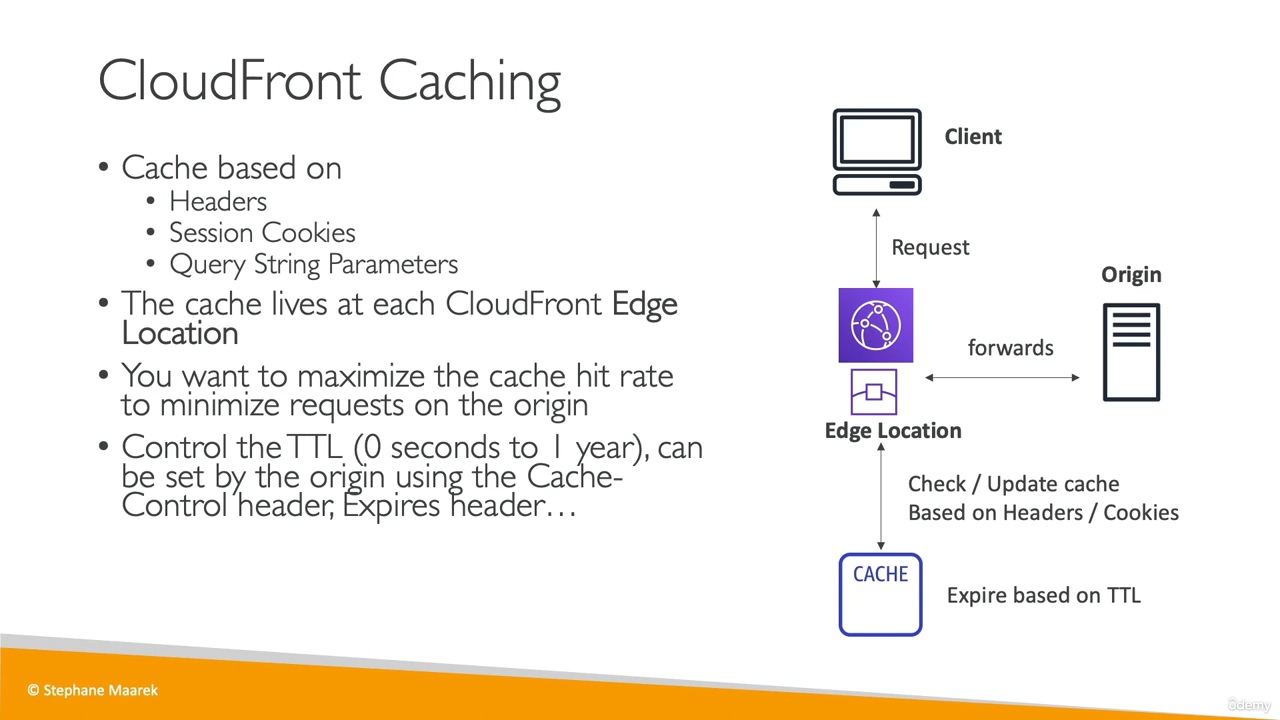 CloudFront Caching
• Cache based on
• Headers
• Session Cookies
• Query String Parameters
• The cache lives at each CloudFront Edge
Location
• You want to maximize the cache hit rate
to minimize requests on the origin
• Control the TTL (0 seconds to 1 year), can
be set by the origin using the Cache-
Control header, Expires header…
Client
Request
Origin
forwards
Edge Location
Check / Update cache
Based on Headers / Cookies
CACHE
Expire based on TTL
© Stephane Maarek
ûdemy